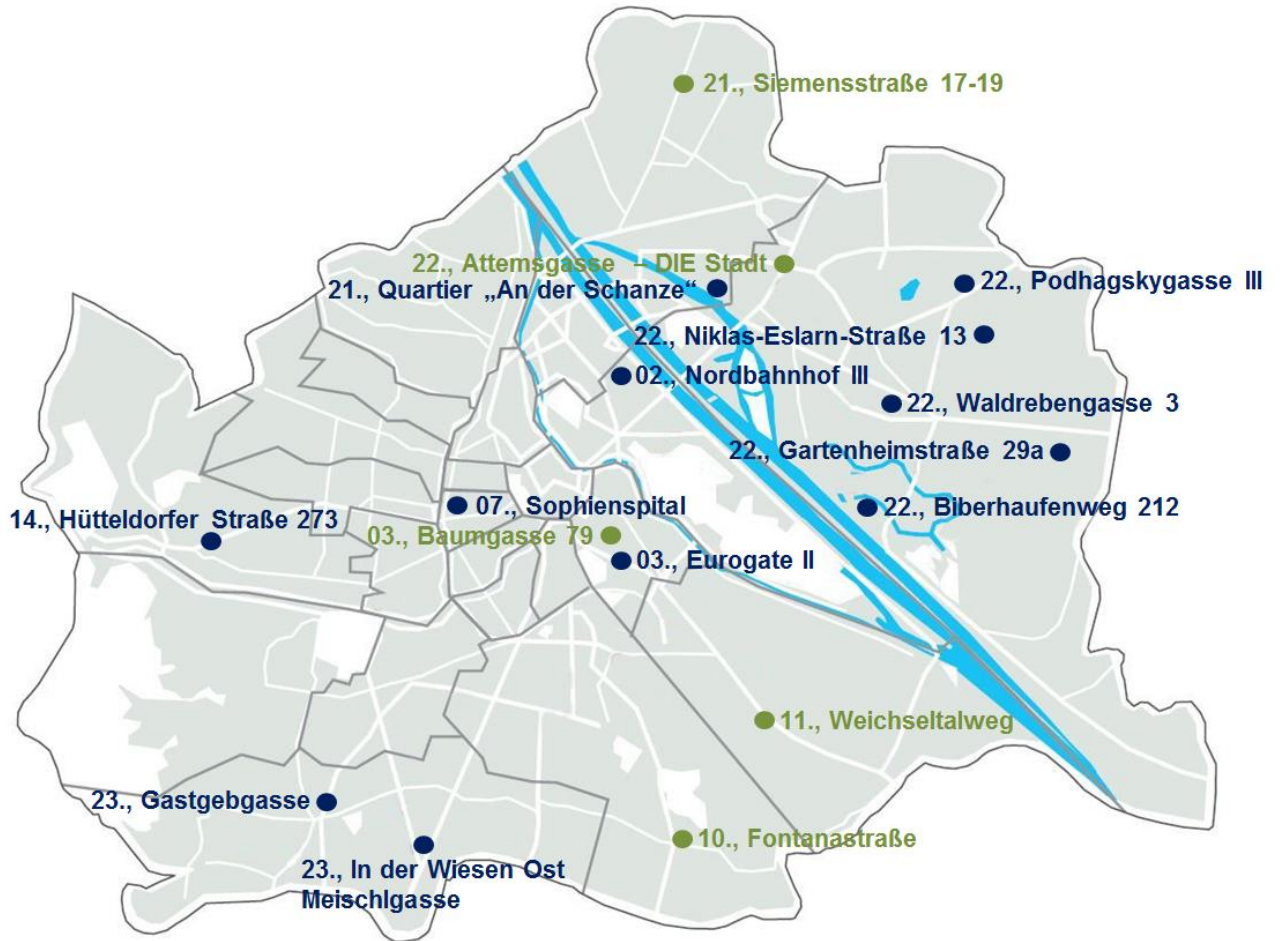 21., Siemensstraße 17-19
22., Attemsgasse – DIE Stadt
21., Quartier „An der Schanze“
22., Podhagskygasse III
22., Niklas-Eslarn-Straße 13
02., Nordbahnhof III
22., Waldrebengasse 3
22., Gartenheimstraße 29a
07., Sophienspital
22., Biberhaufenweg 212
14., Hütteldorfer Straße 273
03., Baumgasse 79
03., Eurogate II
11., Weichseltalweg
23., Gastgebgasse
10., Fontanastraße
23., In der Wiesen Ost
Meischlgasse